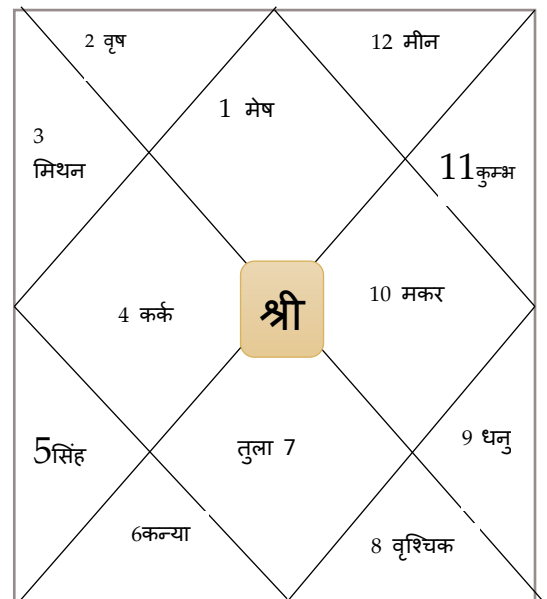 2 वृष
12 मीन
1 मेष
3
मिथन
11कुम्भ
10 मकर
4 कर्क
श्री
5सिंह
तुला 7
9 धनु
6कन्या
8 वृश्चिक